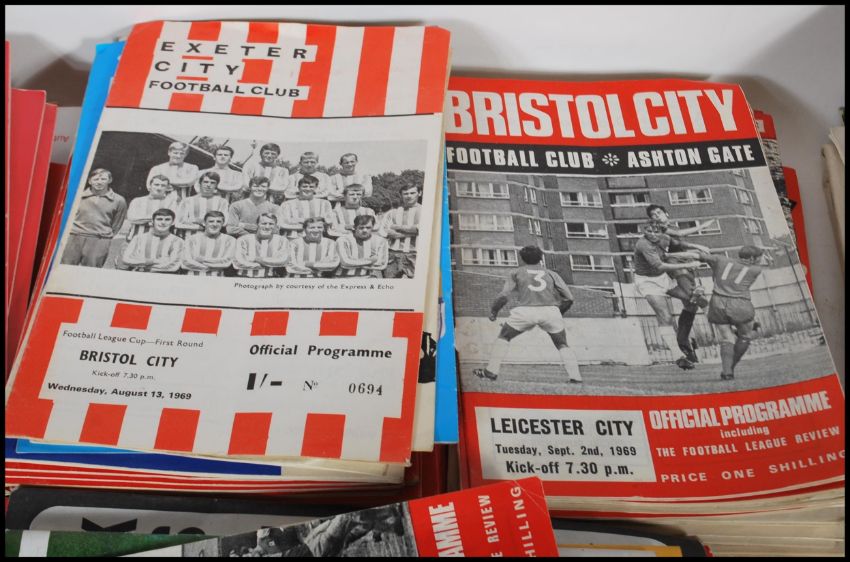 EXETER
CITY
FOOTBALL CLUB
Photograph by courtesy of the Express & Echo
Football League Cup—First Round
BRISTOL CITY
Kick-off 7.30 p.m.
Wednesday, August 13, 1969
Official Programme
1/- No 0694
BRISTOL CITY
FOOTBALL CLUB ASHTON GATE
3
11
LEICESTER CITY
Tuesday, Sept. 2nd, 1969
Kick-off 7.30 p.m.
OFFICIAL PROGRAMME
including
THE FOOTBALL LEAGUE REVIEW
PRICE ONE SHILLING
AMME
E REVIEW
HILLING